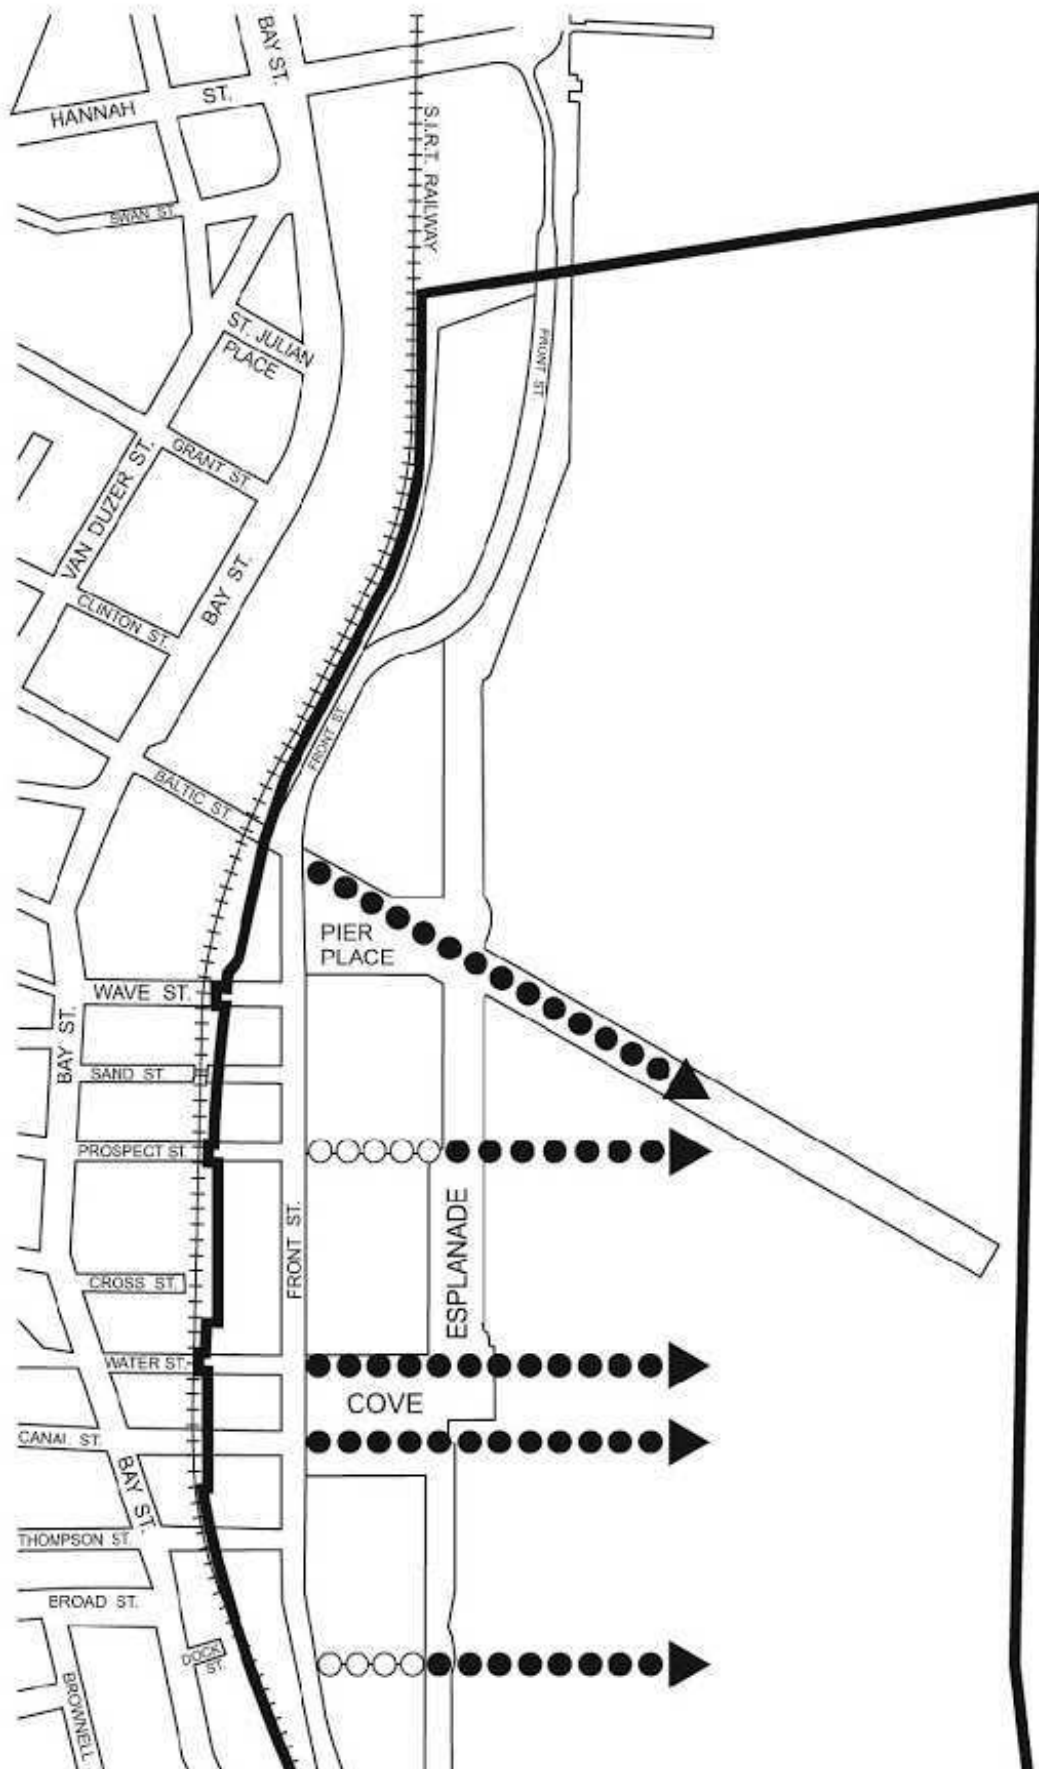 BAY ST.
HANNAH ST.
S.I.R.T. RAILWAY
SWAN ST.
ST. JULIAN
PLACE
FRONT ST.
GRANT ST.
VAN DUZER ST.
BAY ST.
CLINTON ST.
FRONT ST.
BALTIC ST.
PIER
PLACE
WAVE ST.
BAY ST.
SAND ST.
PROSPECT ST.
ESPLANADE
FRONT ST.
CROSS ST.
WATER ST.
COVE
CANAL ST.
BAY ST.
THOMPSON ST.
BROAD ST.
DOCK
ST.
BROWNELL